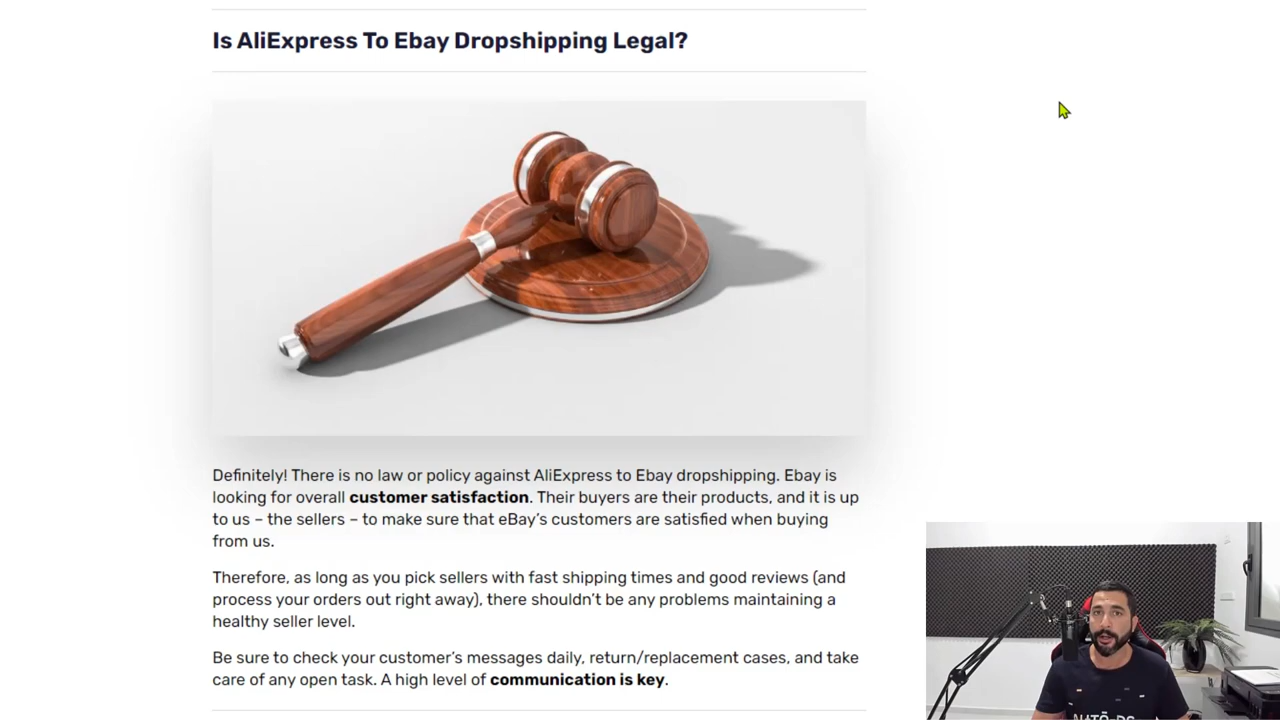 Is AliExpress To Ebay Dropshipping Legal?
Definitely! There is no law or policy against AliExpress to Ebay dropshipping. Ebay is
looking for overall customer satisfaction. Their buyers are their products, and it is up
to us – the sellers – to make sure that eBay’s customers are satisfied when buying
from us.
Therefore, as long as you pick sellers with fast shipping times and good reviews (and
process your orders out right away), there shouldn’t be any problems maintaining a
healthy seller level.
Be sure to check your customer’s messages daily, return/replacement cases, and take
care of any open task. A high level of communication is key.